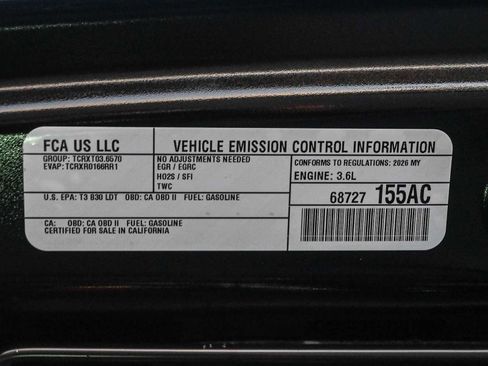 FCA US LLC
VEHICLE EMISSION CONTROL INFORMATION
GROUP: TCRXT03.6570
EVAP: TCRXR0166RR1
NO ADJUSTMENTS NEEDED
EGR / EGRC
HO2S / SFI
TWC
CONFORMS TO REGULATIONS: 2026 MY
ENGINE: 3.6L
U.S. EPA: T3 B30 LDT OBD: CA OBD II FUEL: GASOLINE
68727 155AC
CA: OBD: CA OBD II FUEL: GASOLINE
CERTIFIED FOR SALE IN CALIFORNIA